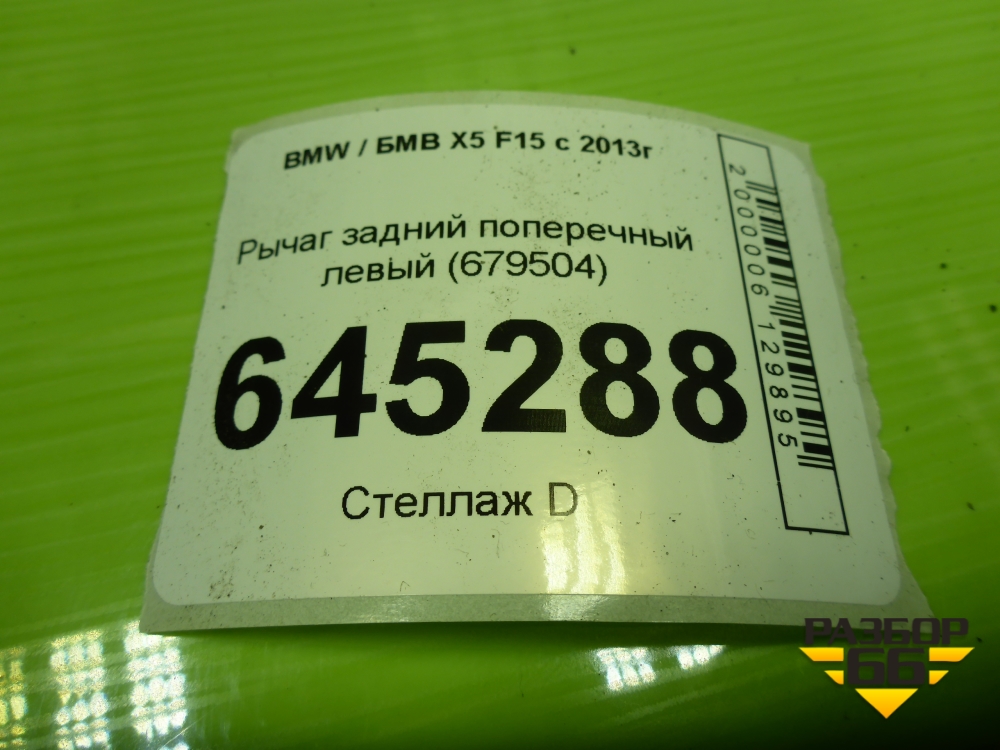 BMW / БМВ X5 F15 с 2013г
Рычаг задний поперечный
левый (679504)
645288
Стеллаж D
2000006129895
РАЗБОР
66